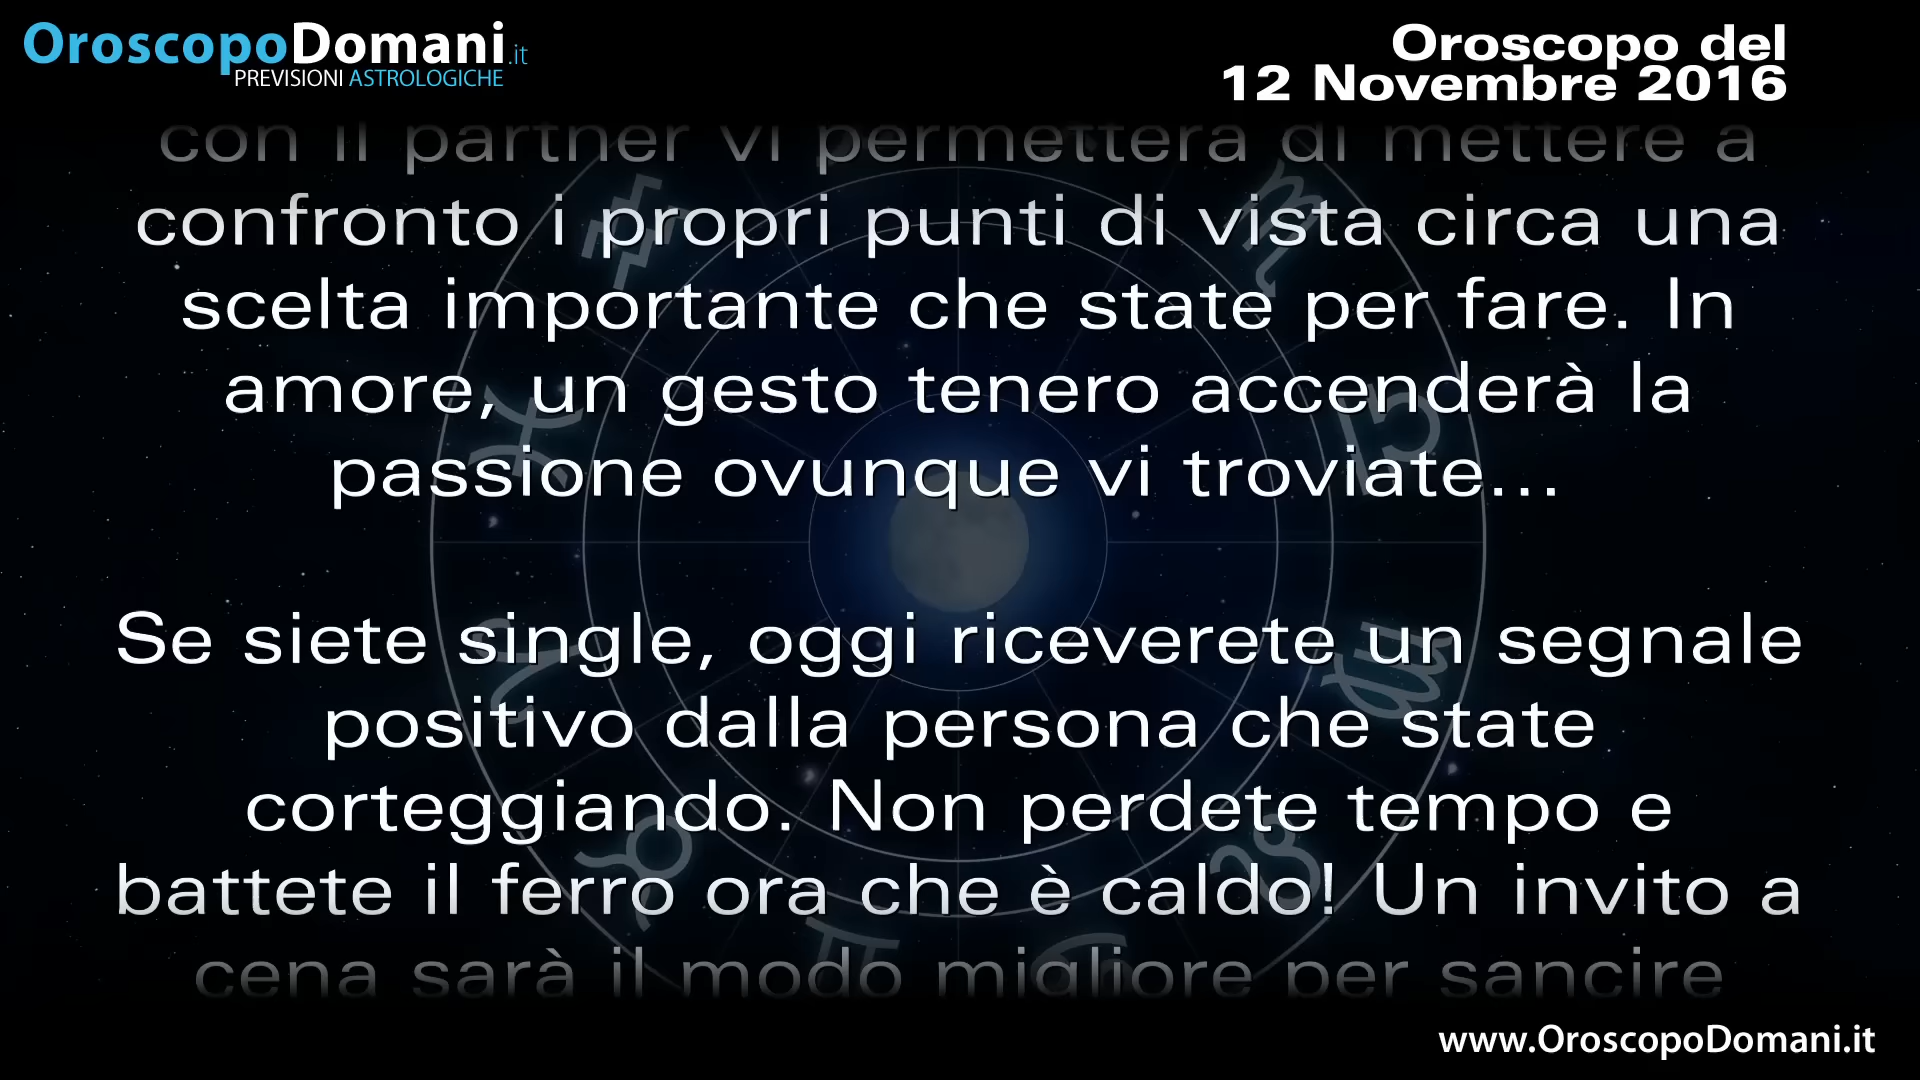 OroscopoDomani.it
PREVISIONI ASTROLOGICHE
Oroscopo del
12 Novembre 2016
con il partner vi permetterà di mettere a
confronto i propri punti di vista circa una
scelta importante che state per fare. In
amore, un gesto tenero accenderà la
passione ovunque vi troviate...
Se siete single, oggi riceverete un segnale
positivo dalla persona che state
corteggiando. Non perdete tempo e
battete il ferro ora che è caldo! Un invito a
cena sarà il modo migliore per sancire
www.OroscopoDomani.it